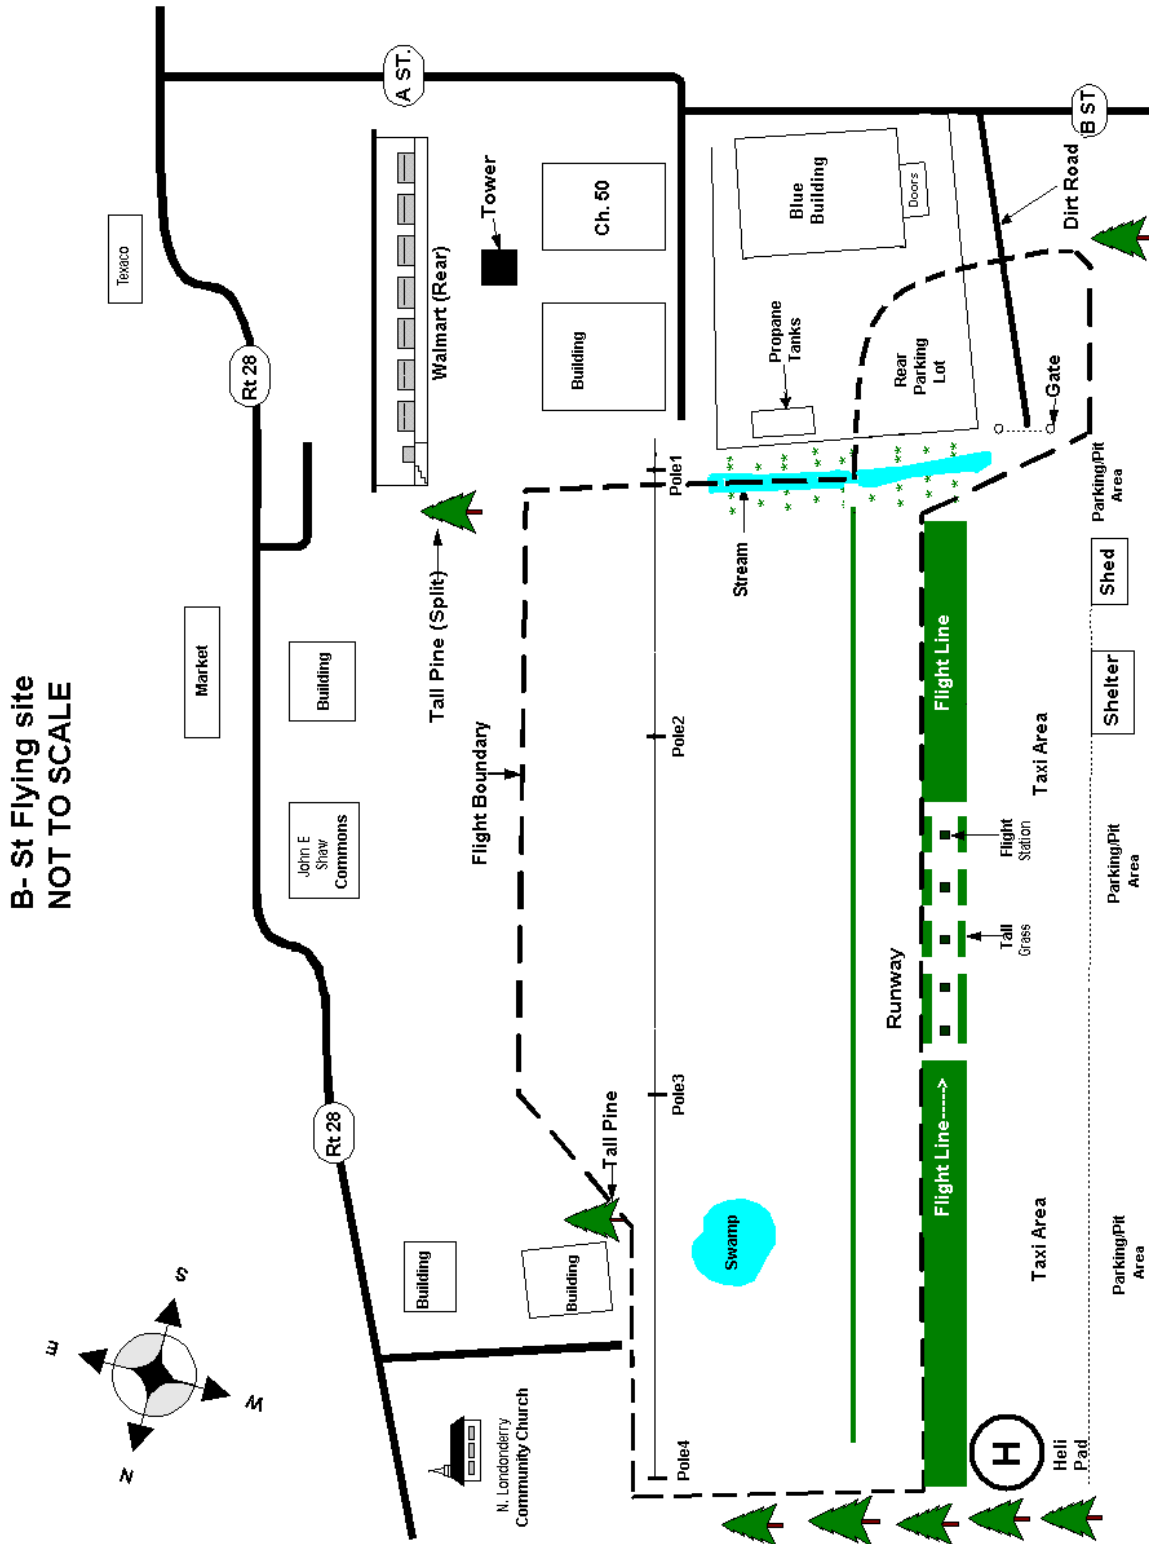 B- St Flying site
NOT TO SCALE
Texaco
A ST.
Rt 28
Walmart (Rear)
Tower
Ch. 50
Building
B ST
Blue
Building
Doors
Dirt Road
Propane
Tanks
Rear
Parking
Lot
Gate
Market
Building
Tall Pine (Split)
Pole1
Stream
Parking/Pit
Area
John E
Shaw
Commons
Flight Boundary
Pole2
Flight Line
Shed
Shelter
Taxi Area
Flight
Station
Tall
Grass
Parking/Pit
Area
Runway
Rt 28
Pole3
Tall Pine
Flight Line----->
Building
Building
Swamp
Taxi Area
Parking/Pit
Area
N
E
S
W
N. Londonderry
Community Church
Pole4
H
Heli
Pad